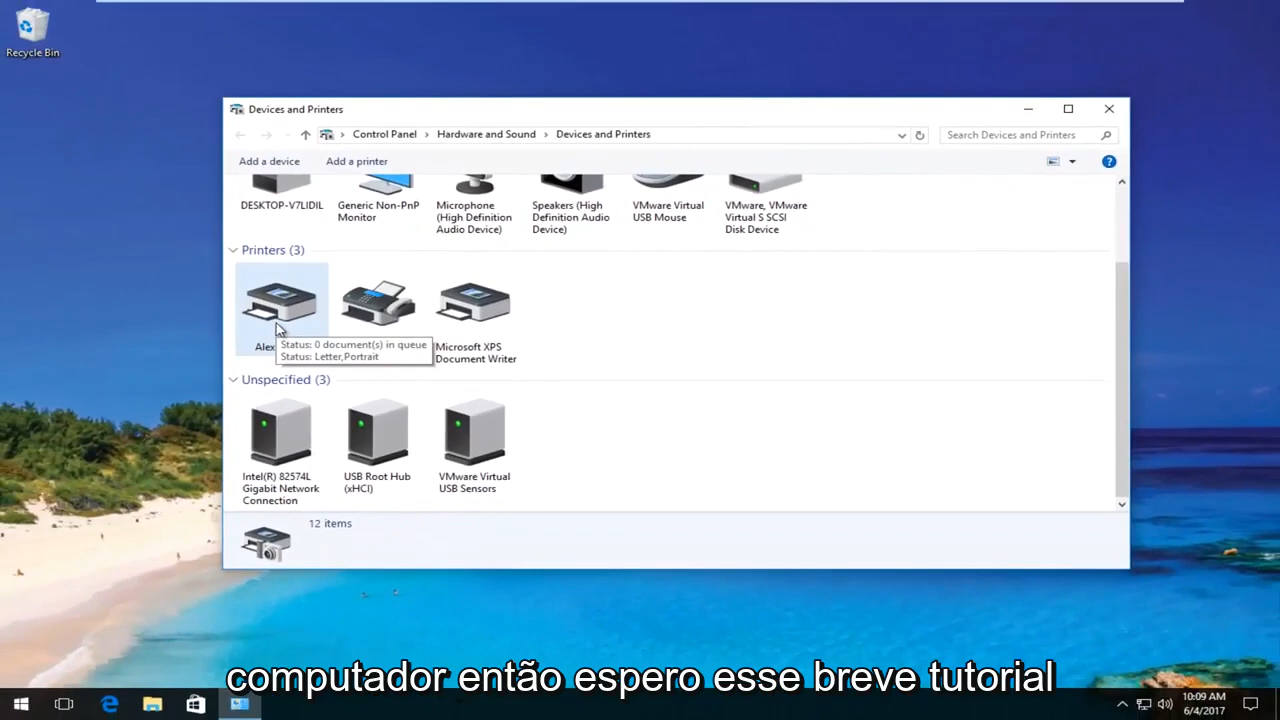 Recycle Bin
Devices and Printers
Control Panel > Hardware and Sound > Devices and Printers
Search Devices and Printers
Add a device Add a printer
DESKTOP-V7LIDIL
Generic Non-PnP
Monitor
Microphone
(High Definition
Audio Device)
Speakers (High
Definition Audio
Device)
VMware Virtual
USB Mouse
VMware, VMware
Virtual S SCSI
Disk Device
Printers (3)
Alex
Status: 0 document(s) in queue
Status: Letter,Portrait
Microsoft XPS
Document Writer
Unspecified (3)
Intel(R) 82574L
Gigabit Network
Connection
USB Root Hub
(xHCI)
VMware Virtual
USB Sensors
12 items
computador então espero esse breve tutorial
10:09 AM
6/4/2017